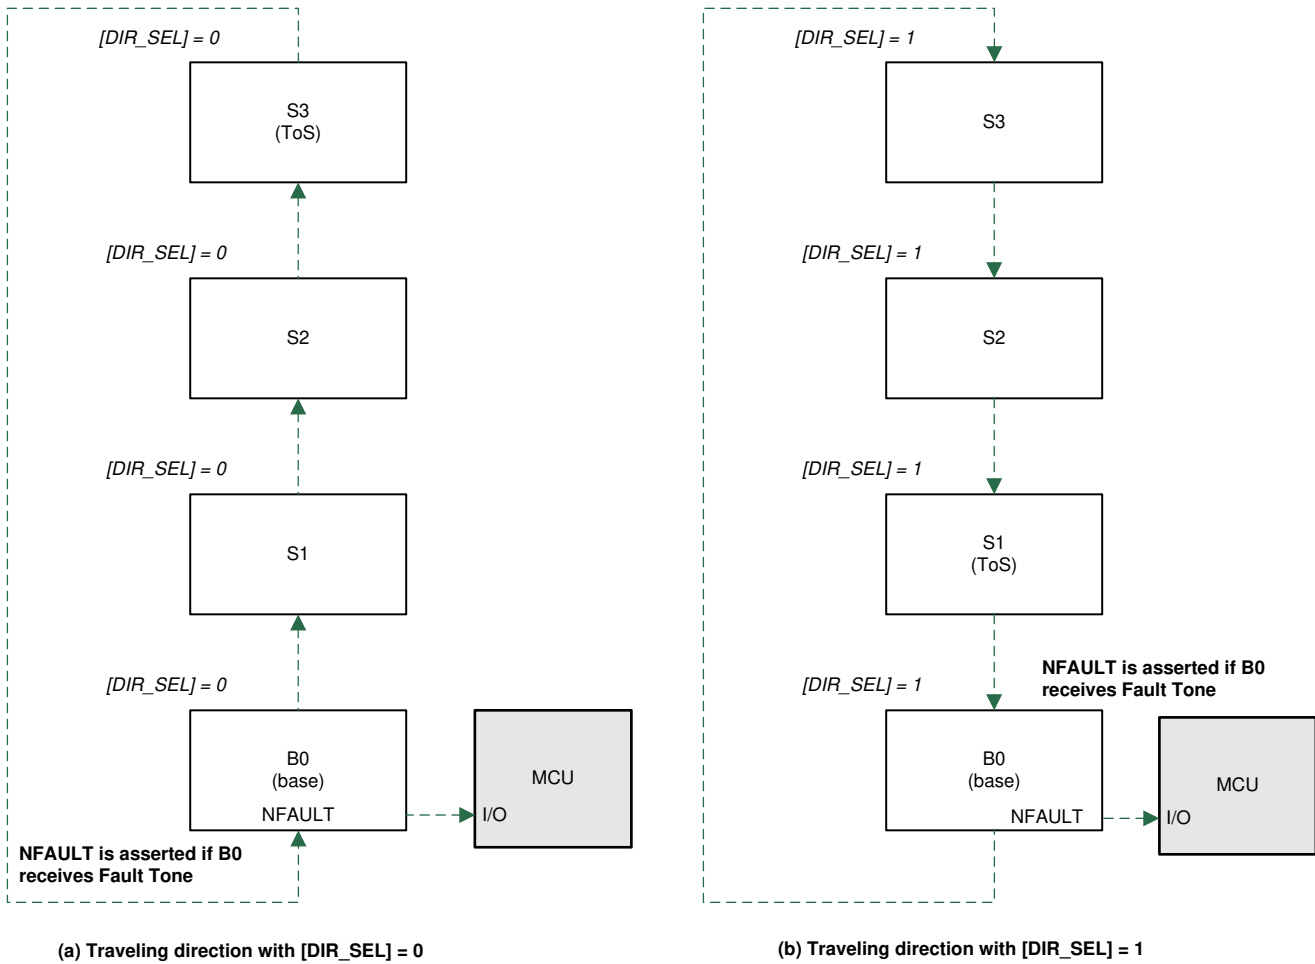 [DIR_SEL] = 0
S3
(ToS)
[DIR_SEL] = 0
S2
[DIR_SEL] = 0
S1
[DIR_SEL] = 0
B0
(base)
NFAULT
MCU
I/O
NFAULT is asserted if B0
receives Fault Tone
(a) Traveling direction with [DIR_SEL] = 0
[DIR_SEL] = 1
S3
[DIR_SEL] = 1
S2
[DIR_SEL] = 1
S1
(ToS)
NFAULT is asserted if B0
receives Fault Tone
[DIR_SEL] = 1
B0
(base)
NFAULT
MCU
I/O
(b) Traveling direction with [DIR_SEL] = 1